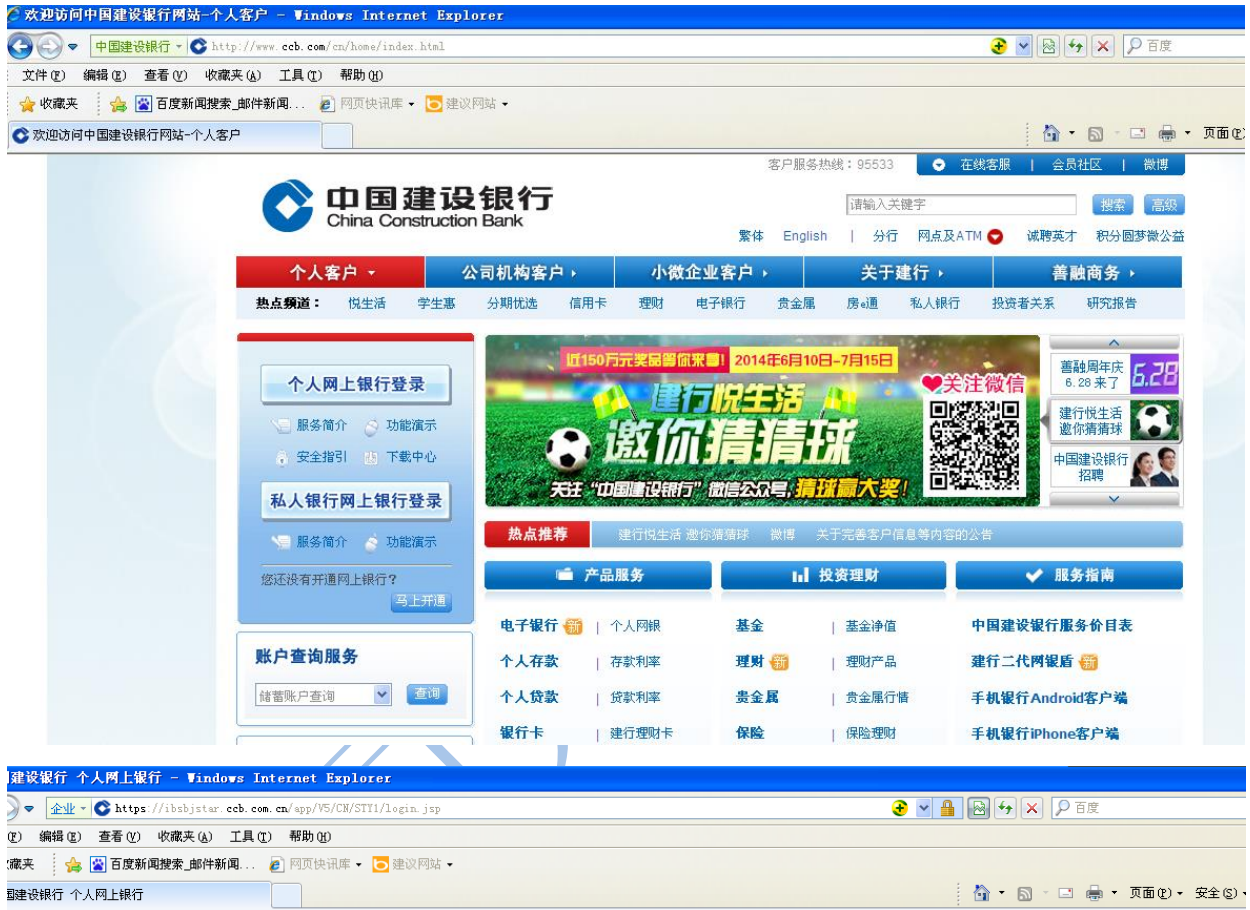 欢迎访问中国建设银行网站-个人客户 - Windows Internet Explorer
中国建设银行 http://www.ccb.com/cn/home/index.html 百度
文件(F) 编辑(E) 查看(V) 收藏夹(A) 工具(T) 帮助(H)
收藏夹 百度新闻搜索_邮件新闻... 网页快讯库 建议网站
欢迎访问中国建设银行网站-个人客户 页面(P)
客户服务热线：95533 在线客服 | 会员社区 | 微博
中国建设银行
China Construction Bank
请输入关键字 搜索 高级
繁体 English | 分行 网点及ATM 诚聘英才 积分圆梦微公益
个人客户 公司机构客户 小微企业客户 关于建行 善融商务
热点频道： 悦生活 学生惠 分期优选 信用卡 理财 电子银行 贵金属 房e通 私人银行 投资者关系 研究报告
个人网上银行登录
服务简介 功能演示
安全指引 下载中心
私人银行网上银行登录
服务简介 功能演示
您还没有开通网上银行？
马上开通
账户查询服务
储蓄账户查询 查询
近150万元奖品等你来拿！ 2014年6月10日-7月15日
建行悦生活
邀你猜猜球
关注微信
关注“中国建设银行”微信公众号，猜球赢大奖！
善融周年庆
6.28来了
6.28
建行悦生活
邀你猜猜球
中国建设银行
招聘
热点推荐 建行悦生活 邀你猜猜球 微博 关于完善客户信息等内容的公告
产品服务 投资理财 服务指南
电子银行 新 | 个人网银 基金 | 基金净值 中国建设银行服务价目表
个人存款 | 存款利率 理财 新 | 理财产品 建行二代网银盾 新
个人贷款 | 贷款利率 贵金属 | 贵金属行情 手机银行Android客户端
银行卡 | 建行理财卡 保险 | 保险理财 手机银行iPhone客户端
建设银行 个人网上银行 - Windows Internet Explorer
企业 https://ibsbjstar.ccb.com.cn/app/V5/CN/STY1/login.jsp 百度
(F) 编辑(E) 查看(V) 收藏夹(A) 工具(T) 帮助(H)
藏夹 百度新闻搜索_邮件新闻... 网页快讯库 建议网站
国建设银行 个人网上银行 页面(P) 安全(S)